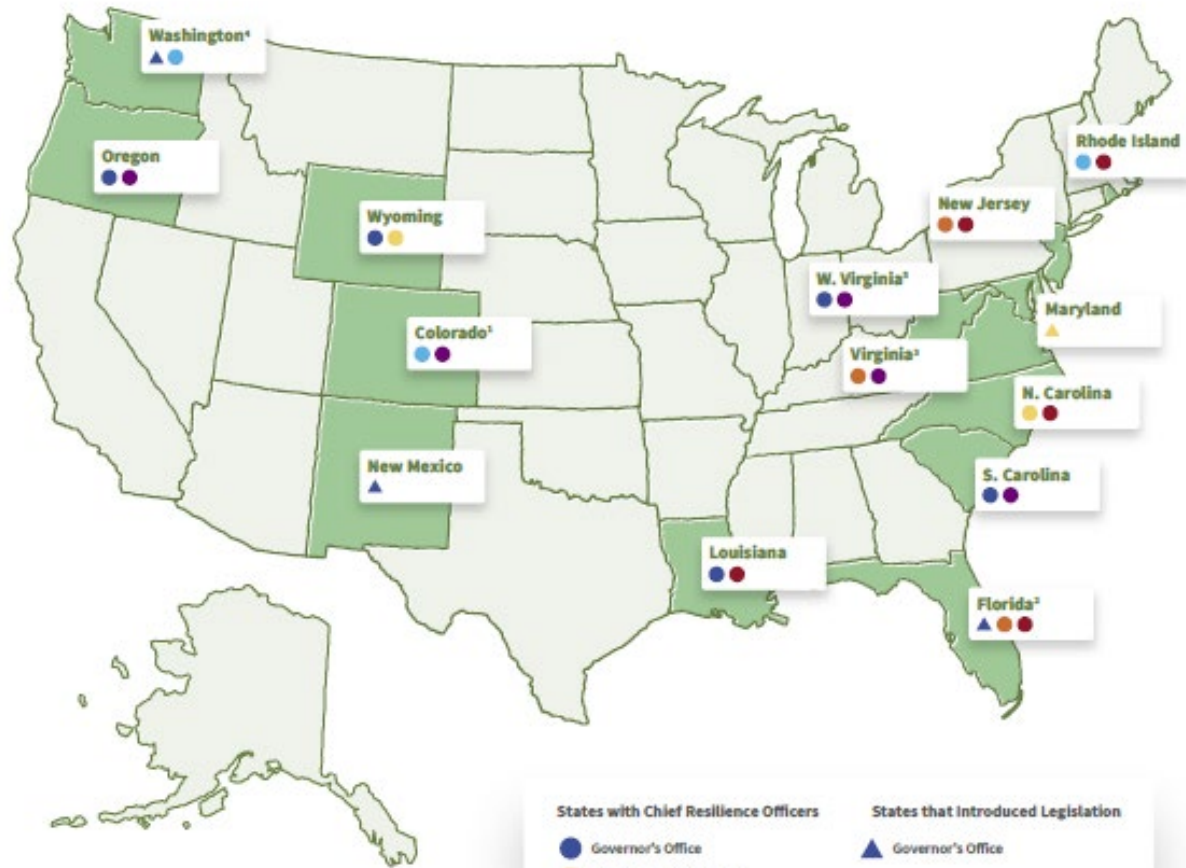 Washington⁴
Oregon
Wyoming
Colorado¹
New Mexico
Rhode Island
New Jersey
W. Virginia⁵
Maryland
Virginia³
N. Carolina
S. Carolina
Louisiana
Florida²
States with Chief Resilience Officers
States that Introduced Legislation
Governor's Office
Governor's Office